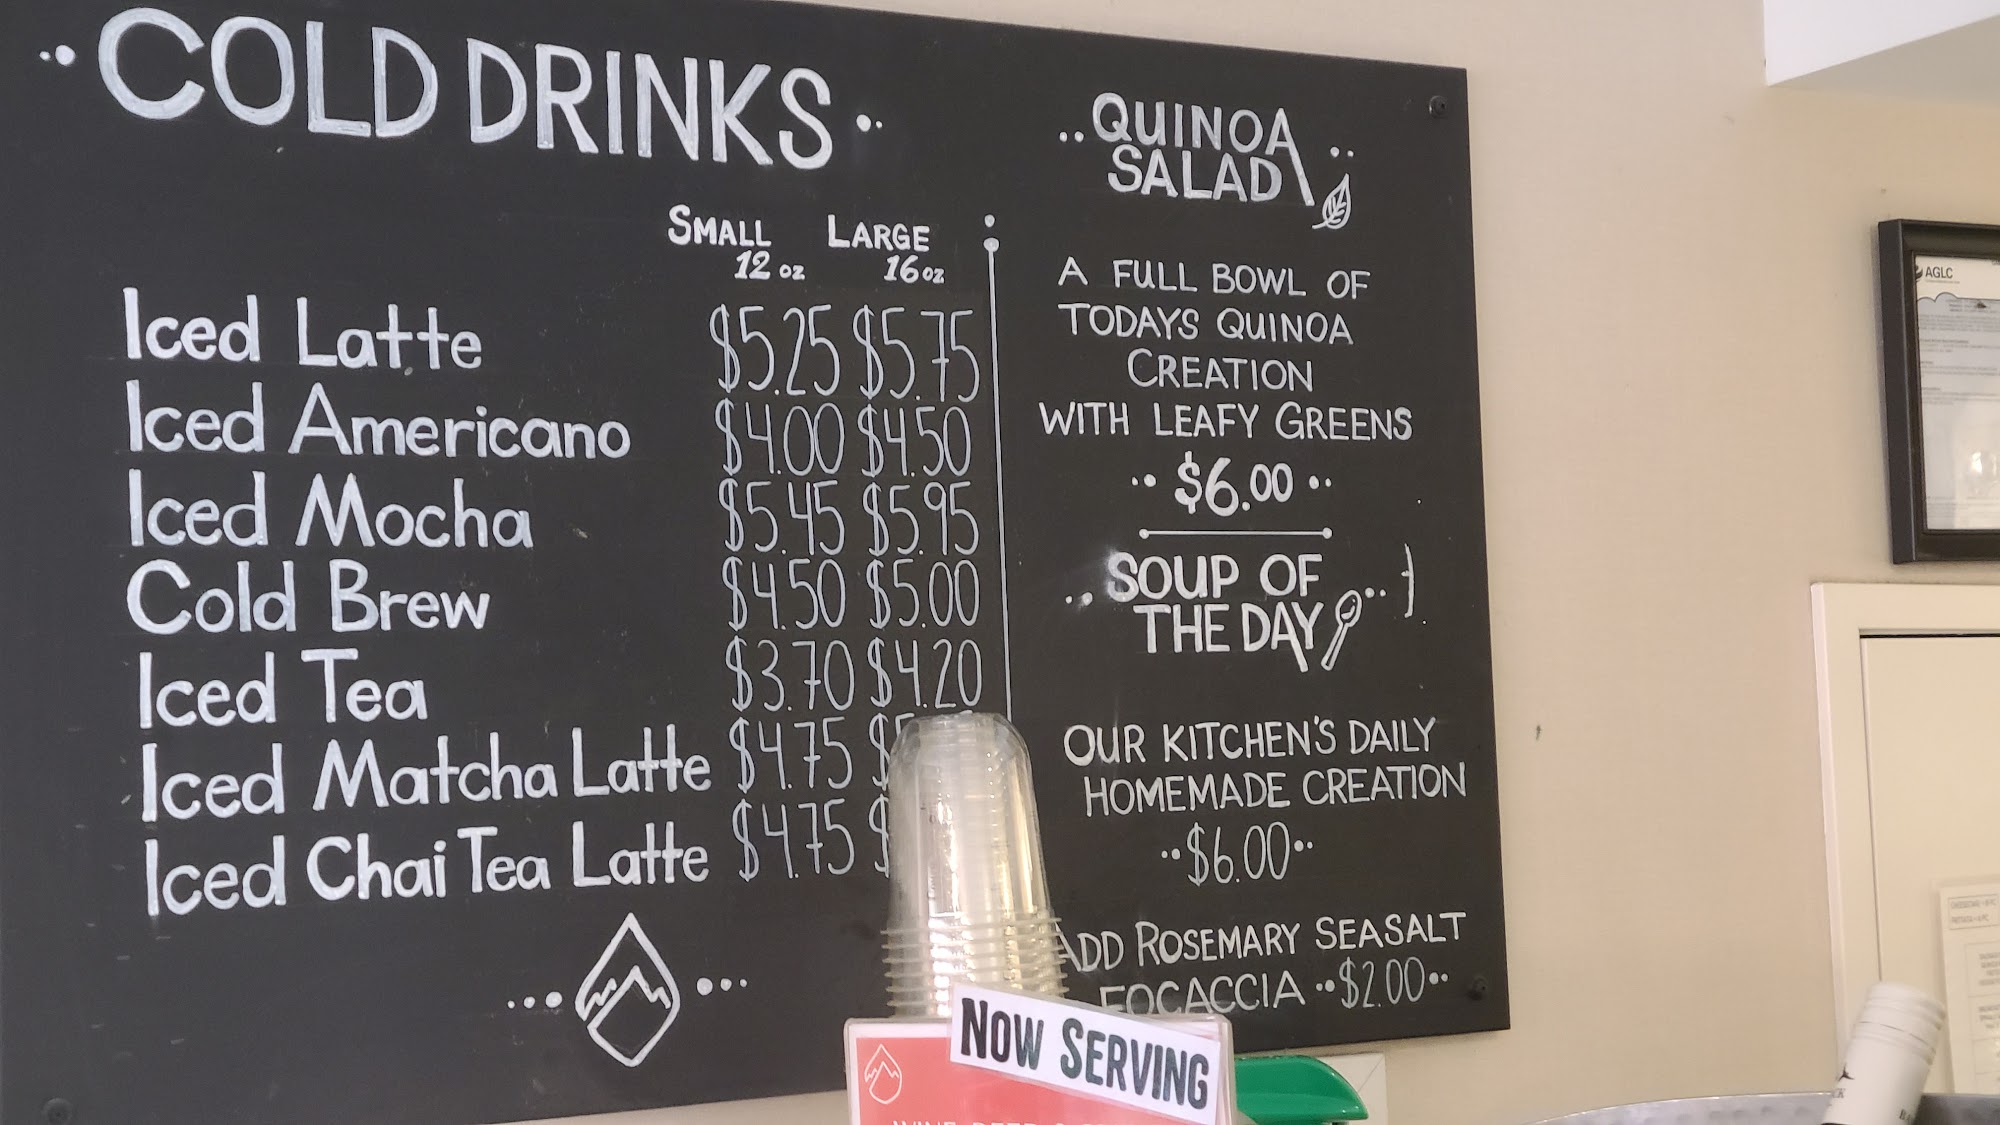 COLD DRINKS
SMALL LARGE
12 oz 16 oz
Iced Latte $5.25 $5.75
Iced Americano $4.00 $4.50
Iced Mocha $5.45 $5.95
Cold Brew $4.50 $5.00
Iced Tea $3.70 $4.20
Iced Matcha Latte $4.75
Iced Chai Tea Latte $4.75
QUINOA
SALAD
A FULL BOWL OF
TODAYS QUINOA
CREATION
WITH LEAFY GREENS
$6.00
SOUP OF
THE DAY
OUR KITCHEN'S DAILY
HOMEMADE CREATION
$6.00
ADD ROSEMARY SEASALT
FOCACCIA $2.00
NOW SERVING
AGLC